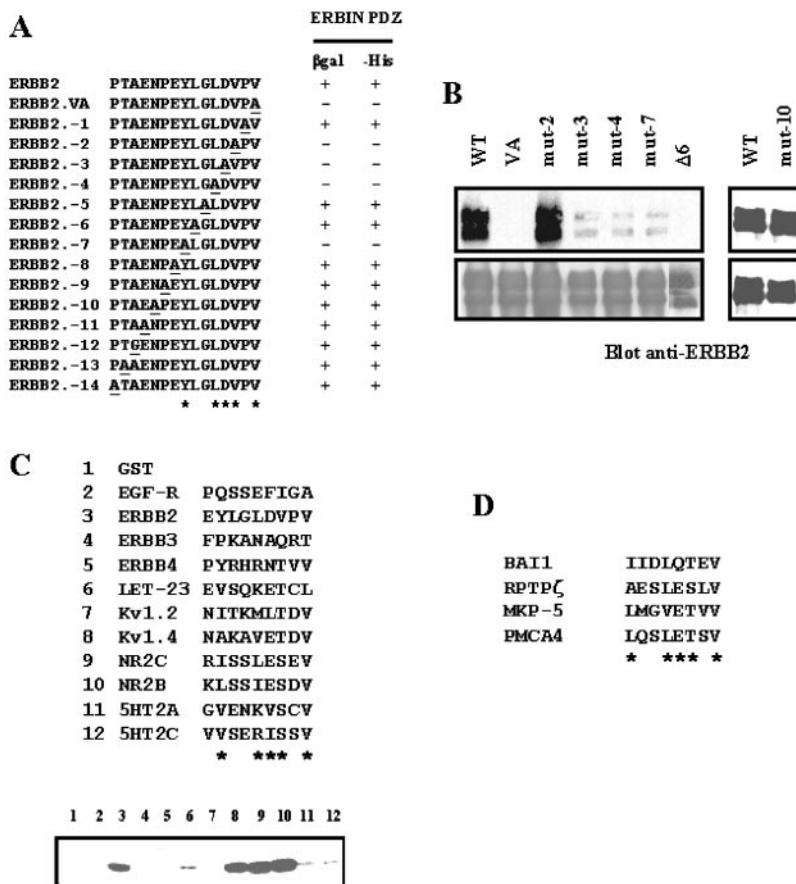 A
ERBIN PDZ
βgal -His
ERBB2 PTAENPEYLGLDVPV + +
ERBB2.VA PTAENPEYLGLDVPA - -
ERBB2.-1 PTAENPEYLGLDVAV + +
ERBB2.-2 PTAENPEYLGLDAPV - -
ERBB2.-3 PTAENPEYLGLAVPV - -
ERBB2.-4 PTAENPEYLGADVPV - -
ERBB2.-5 PTAENPEYLALDVPV + +
ERBB2.-6 PTAENPEYAGLDVPV + +
ERBB2.-7 PTAENPEALGLDVPV - -
ERBB2.-8 PTAENPAYLGLDVPV + +
ERBB2.-9 PTAENAEYLGLDVPV + +
ERBB2.-10 PTAEAPEYLGLDVPV + +
ERBB2.-11 PTAANPEYLGLDVPV + +
ERBB2.-12 PTGENPEYLGLDVPV + +
ERBB2.-13 PAAENPEYLGLDVPV + +
ERBB2.-14 ATAENPEYLGLDVPV + +
* *** *
B
WT VA mut-2 mut-3 mut-4 mut-7 Δ6 WT mut-10
Blot anti-ERBB2
C
1 GST
2 EGF-R PQSSEFIGA
3 ERBB2 EYLGLDVPV
4 ERBB3 FPKANAQRT
5 ERBB4 PYRHRNTVV
6 LET-23 EVSQKETCL
7 Kv1.2 NITKMLTDV
8 Kv1.4 NAKAVETDV
9 NR2C RISSLESEV
10 NR2B KLSSIESDV
11 5HT2A GVENKVSCV
12 5HT2C VVSERISSV
* *** *
1 2 3 4 5 6 7 8 9 10 11 12
D
BAI1 IIDLQTEV
RPTPζ AESLESLV
MKP-5 LMGVETVV
PMCA4 LQSLETSV
* *** *